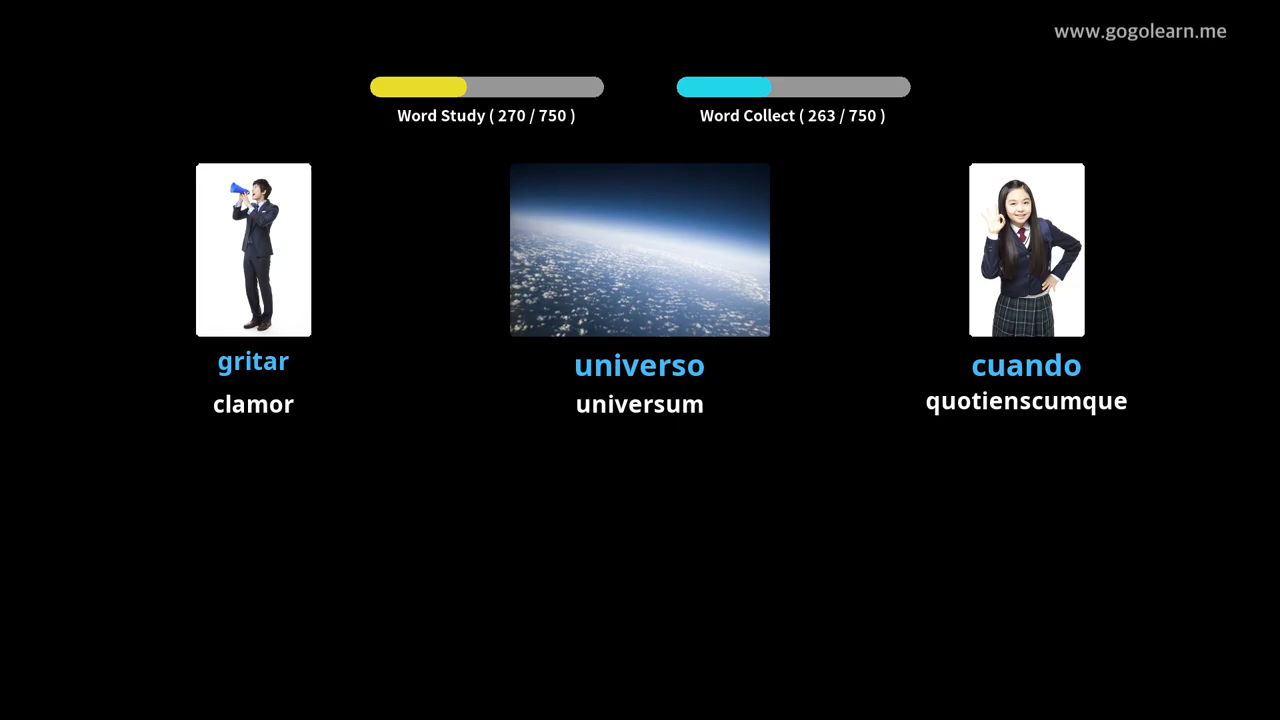 www.gogolearn.me
Word Study ( 270 / 750 )
Word Collect ( 263 / 750 )
gritar
clamor
universo
universum
cuando
quotienscumque